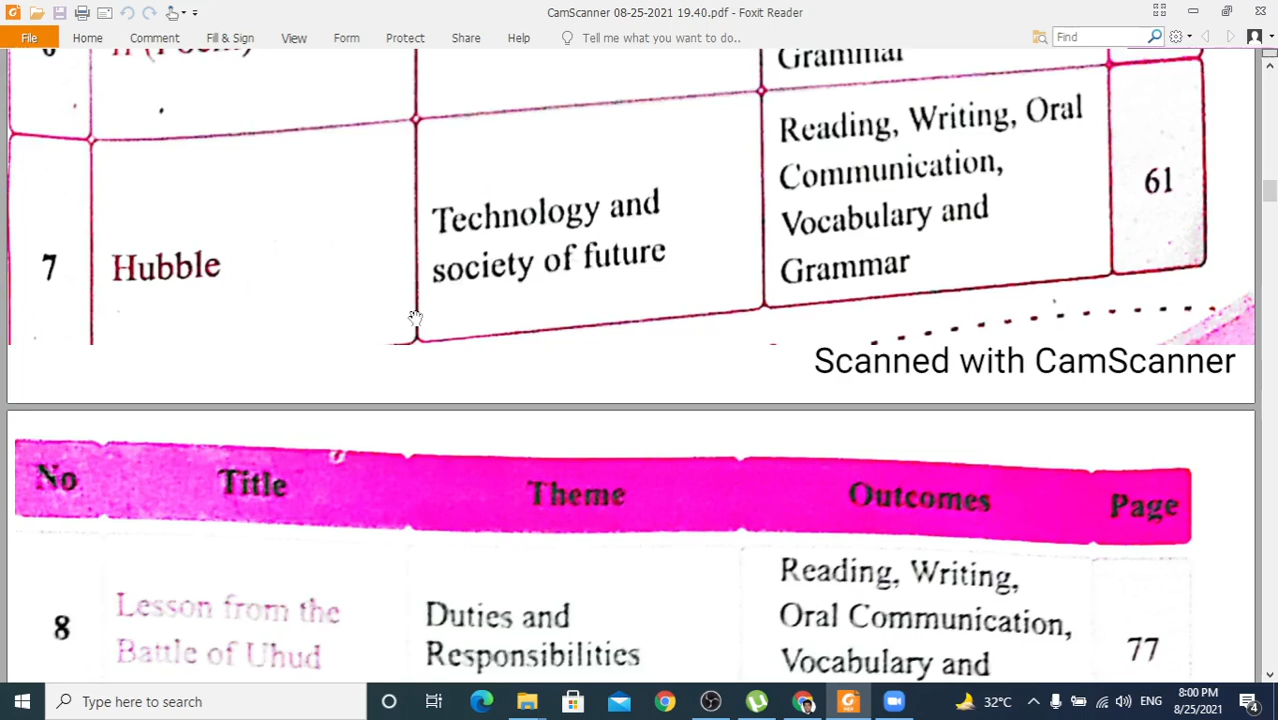 CamScanner 08-25-2021 19.40.pdf - Foxit Reader
File Home Comment Fill & Sign View Form Protect Share Help Tell me what you want to do.. Find
6 If (Poem) Grammar
7 Hubble
Technology and
society of future
Reading, Writing, Oral
Communication,
Vocabulary and
Grammar
61
Scanned with CamScanner
No Title Theme Outcomes Page
8
Lesson from the
Battle of Uhud
Duties and
Responsibilities
Reading, Writing,
Oral Communication,
Vocabulary and
77
Type here to search
32°C ENG
8:00 PM
8/25/2021
4